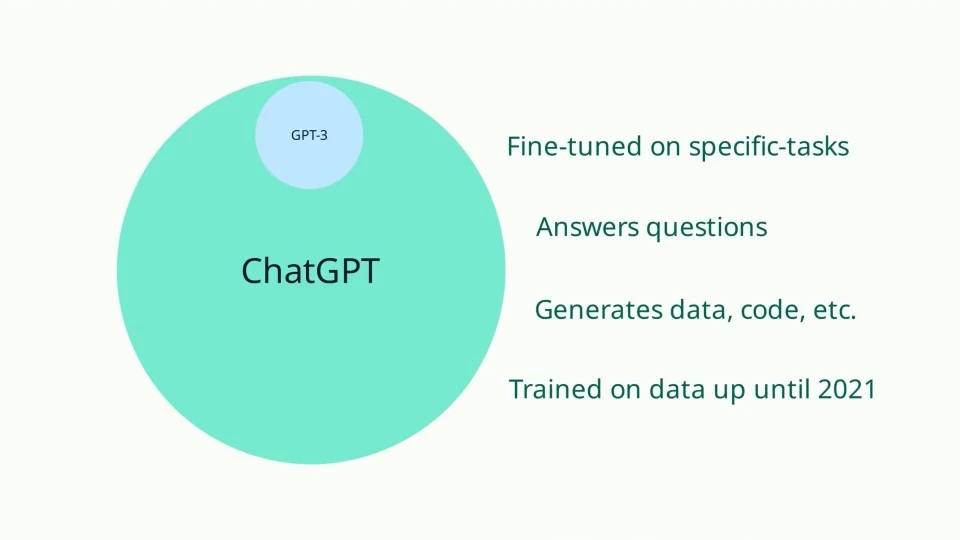 GPT-3
ChatGPT
Fine-tuned on specific-tasks
Answers questions
Generates data, code, etc.
Trained on data up until 2021